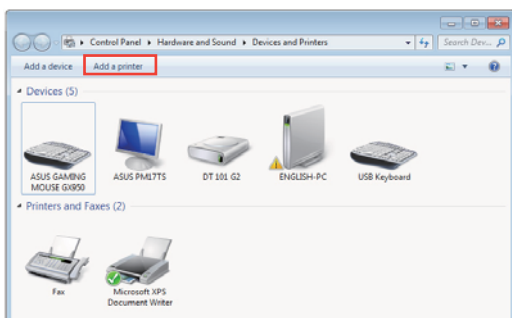 Control Panel ▸ Hardware and Sound ▸ Devices and Printers
Search Dev...
Add a device
Add a printer
Devices (5)
ASUS GAMING
MOUSE GX950
ASUS PM17TS
DT 101 G2
ENGLISH-PC
USB Keyboard
Printers and Faxes (2)
Fax
Microsoft XPS
Document Writer